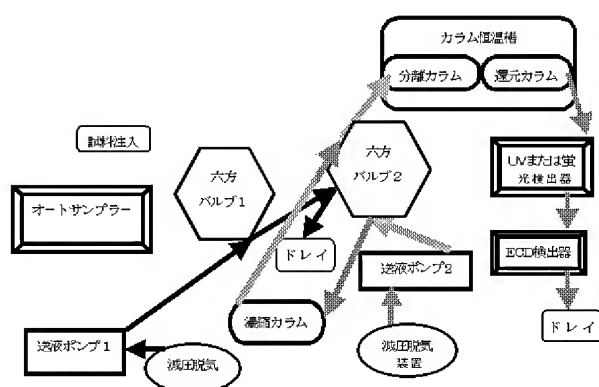 カラム恒温槽
分離カラム
還元カラム
試料注入
六方
バルブ1
六方
バルブ2
UVまたは蛍
光検出器
オートサンプラー
ドレイ
送液ポンプ2
ECD検出器
濃縮カラム
送液ポンプ1
減圧脱気
減圧脱気
装置
ドレイ